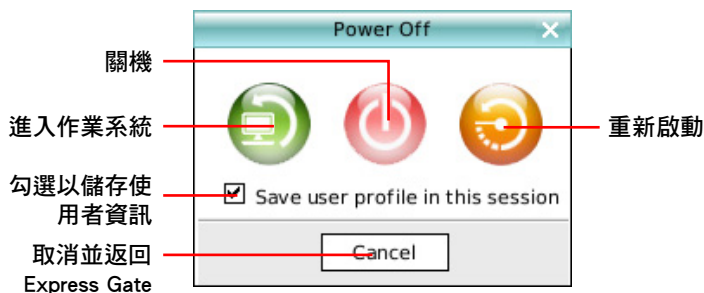 Power Off
關機
進入作業系統
重新啟動
勾選以儲存使
用者資訊
Save user profile in this session
取消並返回
Express Gate
Cancel